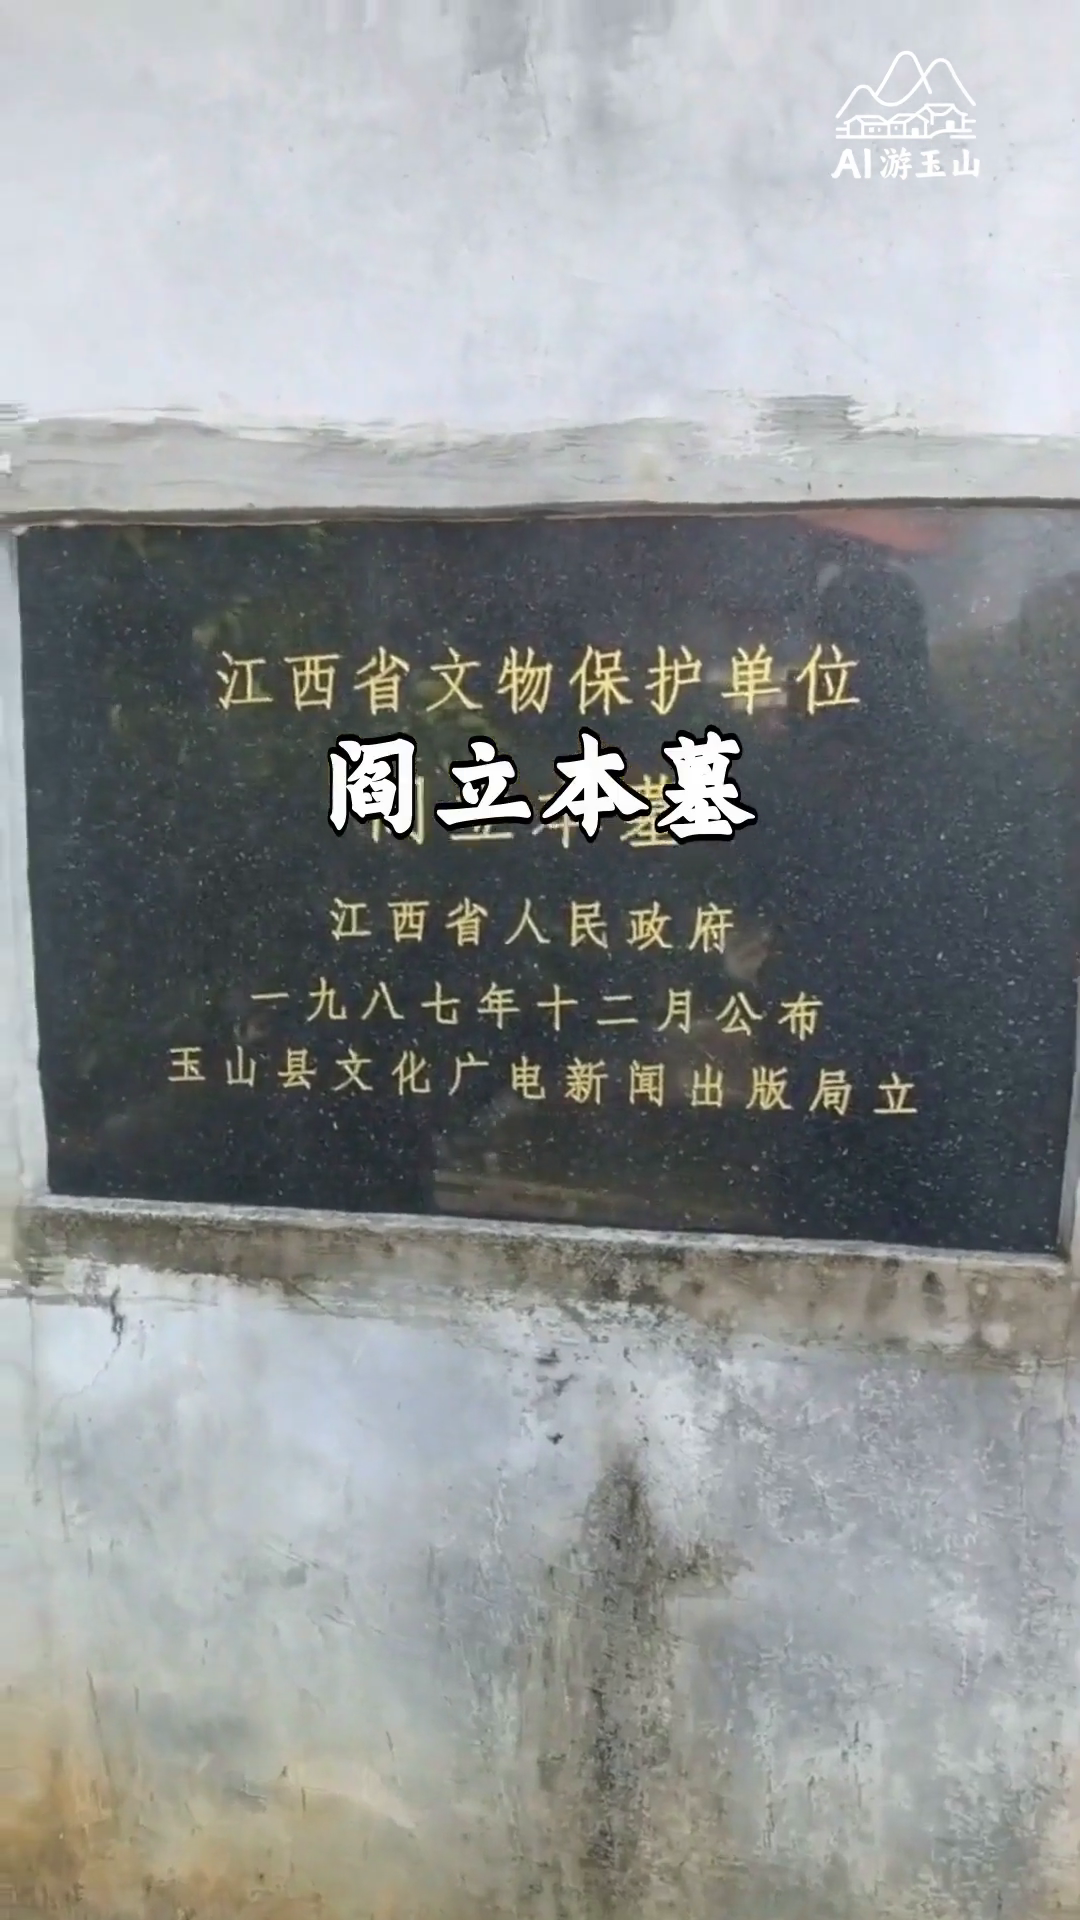 AI游玉山
江西省文物保护单位
阎立本墓
江西省人民政府
一九八七年十二月公布
玉山县文化广电新闻出版局立